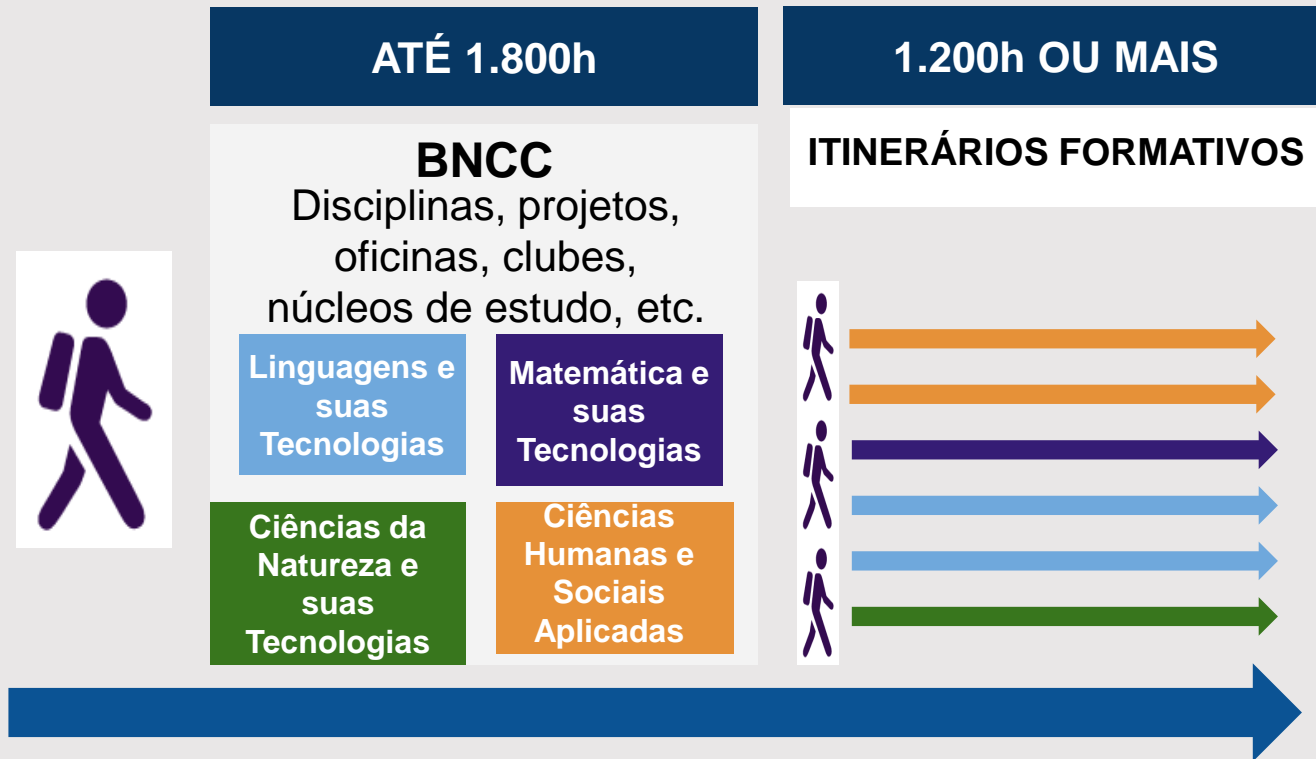 ATÉ 1.800h
1.200h OU MAIS
BNCC
Disciplinas, projetos,
oficinas, clubes,
núcleos de estudo, etc.
ITINERÁRIOS FORMATIVOS
Linguagens e
suas
Tecnologias
Matemática e
suas
Tecnologias
Ciências da
Natureza e
suas
Tecnologias
Ciências
Humanas e
Sociais
Aplicadas